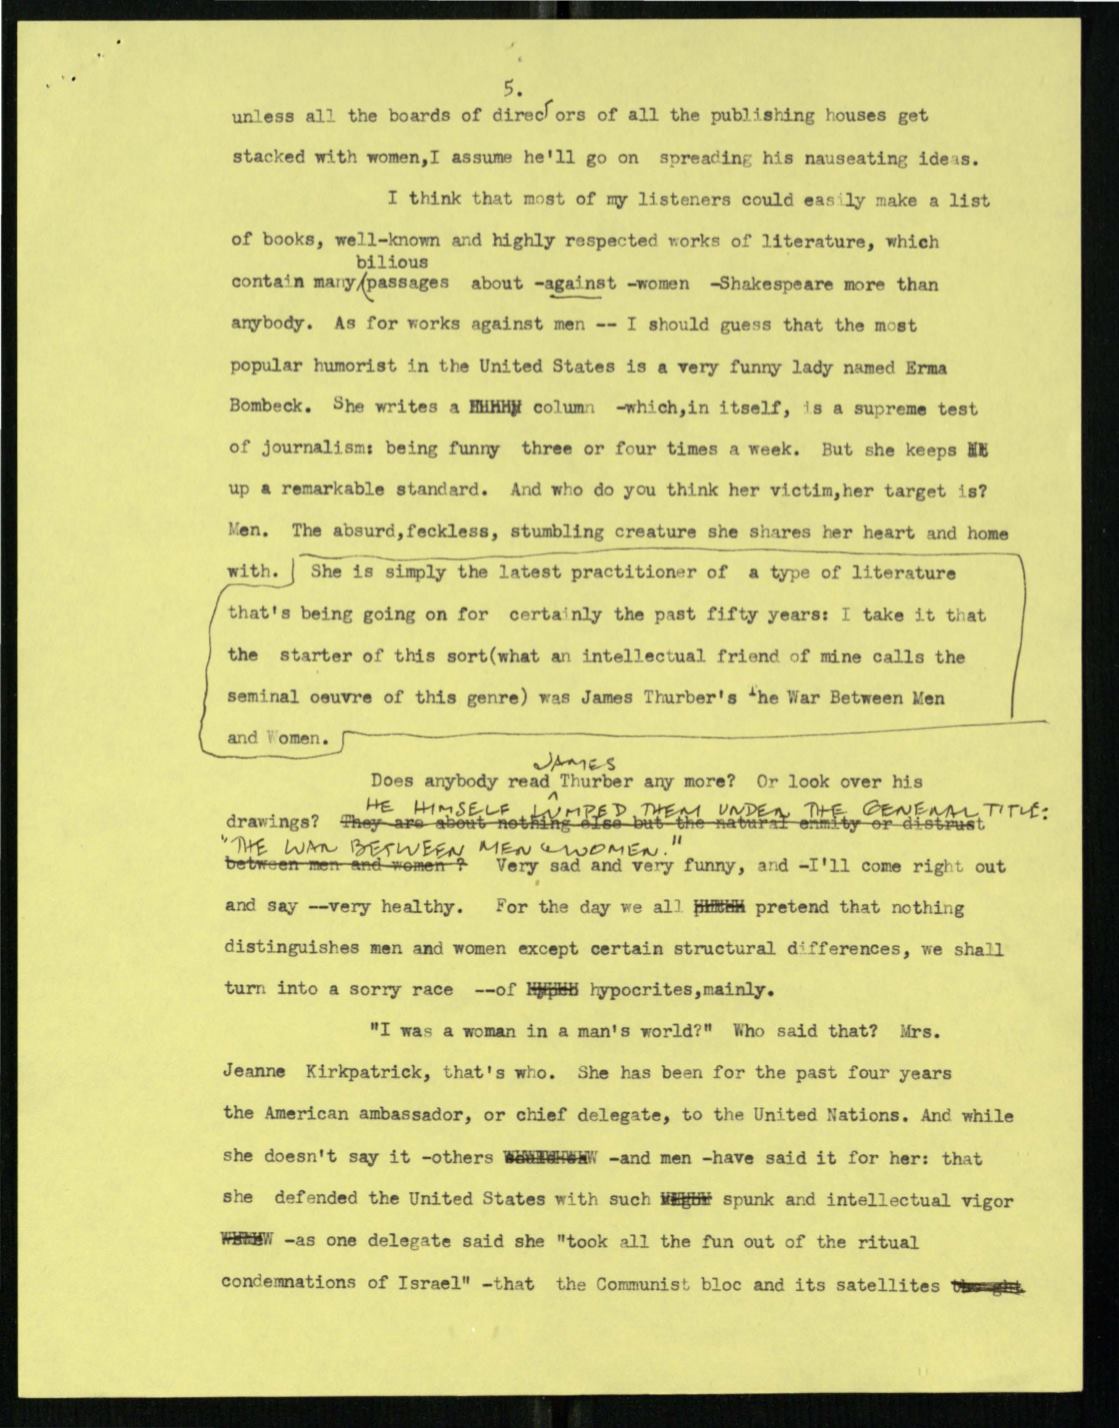 5.
unless all the boards of directors of all the publishing houses get
stacked with women,I assume he'll go on spreading his nauseating ideas.
I think that most of my listeners could easily make a list
of books, well-known and highly respected works of literature, which
bilious
contain many passages about -against -women -Shakespeare more than
anybody. As for works against men -- I should guess that the most
popular humorist in the United States is a very funny lady named Erma
Bombeck. She writes a column -which,in itself, is a supreme test
of journalism: being funny three or four times a week. But she keeps
up a remarkable standard. And who do you think her victim,her target is?
Men. The absurd,feckless, stumbling creature she shares her heart and home
with. She is simply the latest practitioner of a type of literature
that's being going on for certainly the past fifty years: I take it that
the starter of this sort(what an intellectual friend of mine calls the
seminal oeuvre of this genre) was James Thurber's The War Between Men
and Women.
JAMES
Does anybody read Thurber any more? Or look over his
HE HIMSELF LUMPED THEM UNDER THE GENERAL TITLE:
drawings? They are about nothing else but the natural enmity or distrust
"THE WAR BETWEEN MEN & WOMEN."
between men and women ? Very sad and very funny, and -I'll come right out
and say --very healthy. For the day we all pretend that nothing
distinguishes men and women except certain structural differences, we shall
turn into a sorry race --of hypocrites,mainly.
"I was a woman in a man's world?" Who said that? Mrs.
Jeanne Kirkpatrick, that's who. She has been for the past four years
the American ambassador, or chief delegate, to the United Nations. And while
she doesn't say it -others -and men -have said it for her: that
she defended the United States with such spunk and intellectual vigor
-as one delegate said she "took all the fun out of the ritual
condemnations of Israel" -that the Communist bloc and its satellites